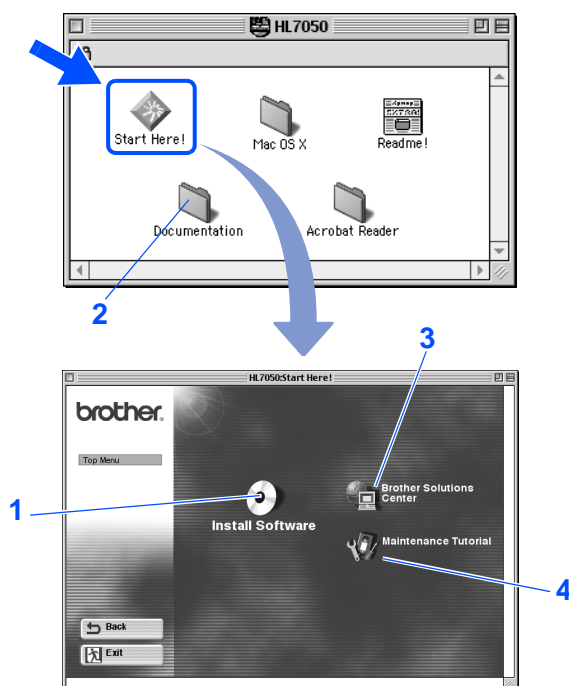 HL7050
Start Here!
Mac OS X
Readme!
Documentation
Acrobat Reader
2
3
HL7050:Start Here!
brother.
Top Menu
Brother Solutions
Center
1
Install Software
Maintenance Tutorial
4
Back
Exit